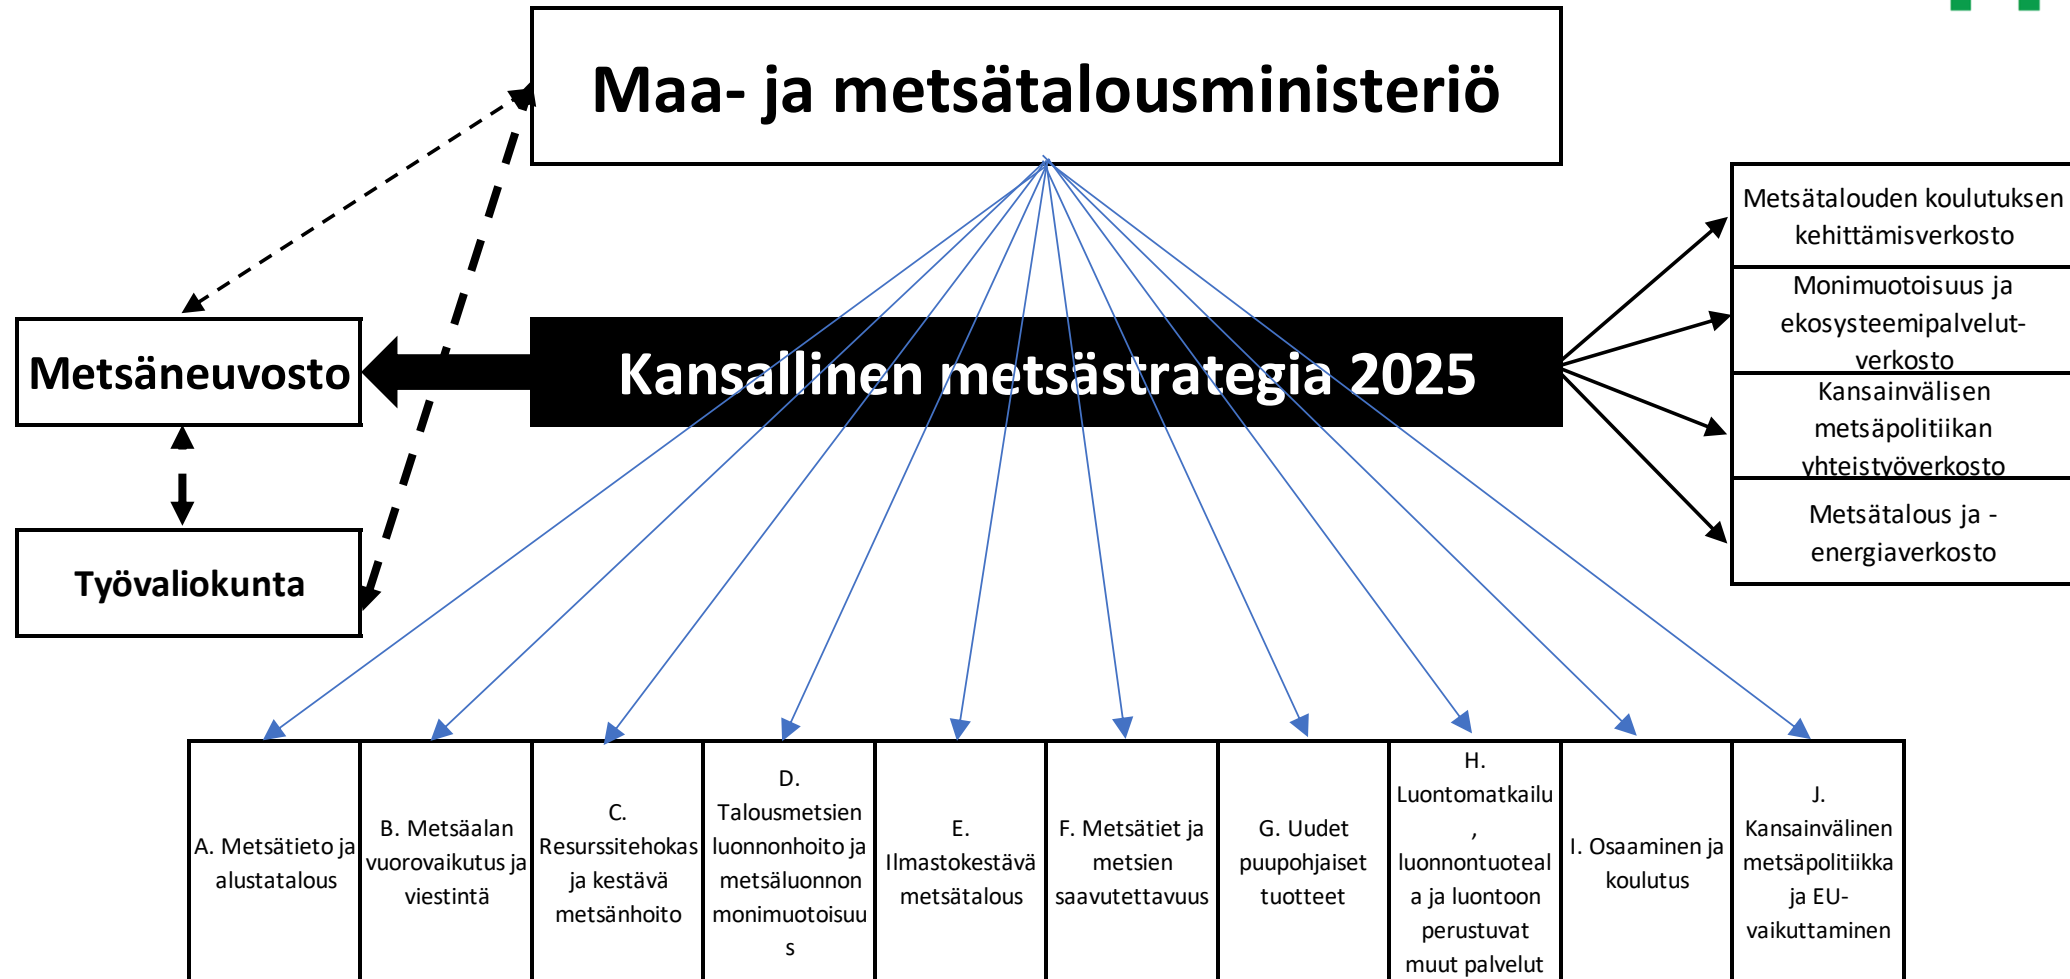 Maa- ja metsätalousministeriö
Metsätalouden koulutuksen
kehittämisverkosto
Monimuotoisuus ja
ekosysteemipalvelut-
verkosto
Kansainvälisen
metsäpolitiikan
yhteistyöverkosto
Metsätalous ja -
energiaverkosto
Metsäneuvosto
Kansallinen metsästrategia 2025
Työvaliokunta
A. Metsätieto ja
alustatalous
B. Metsäalan
vuorovaikutus ja
viestintä
C.
Resurssitehokas
ja kestävä
metsänhoito
D.
Talousmetsien
luonnonhoito ja
metsäluonnon
monimuotoisuu
s
E.
Ilmastokestävä
metsätalous
F. Metsätiet ja
metsien
saavutettavuus
G. Uudet
puupohjaiset
tuotteet
H.
Luontomatkailu
,
luonnontuoteal
a ja luontoon
perustuvat
muut palvelut
I. Osaaminen ja
koulutus
J.
Kansainvälinen
metsäpolitiikka
ja EU-
vaikuttaminen